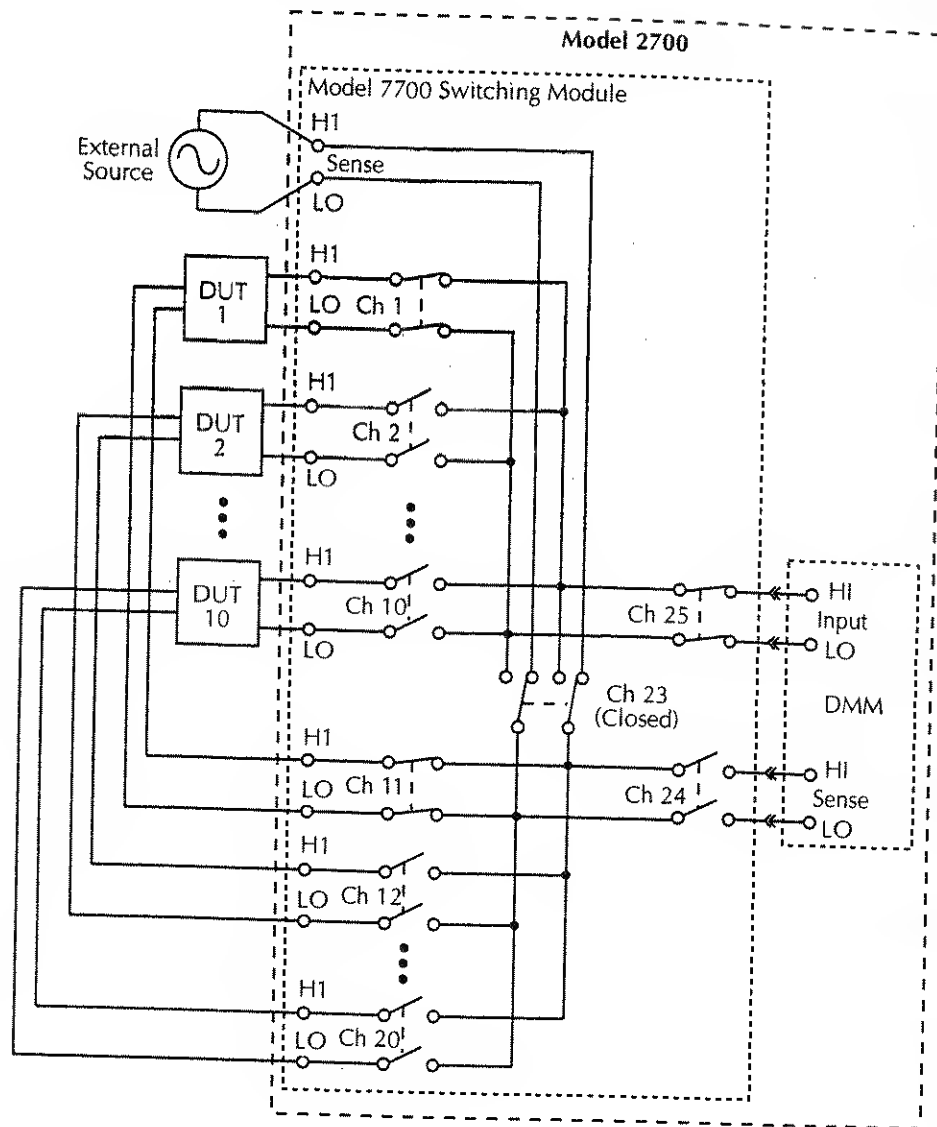 Model 2700
Model 7700 Switching Module
External
Source
H1
Sense
LO
DUT
1
H1
LO
Ch 1
DUT
2
H1
Ch 2
LO
DUT
10
H1
Ch 10
LO
Ch 25
HI
Input
LO
DMM
Ch 23
(Closed)
H1
LO
Ch 11
Ch 24
HI
Sense
LO
H1
LO
Ch 12
H1
LO
Ch 20